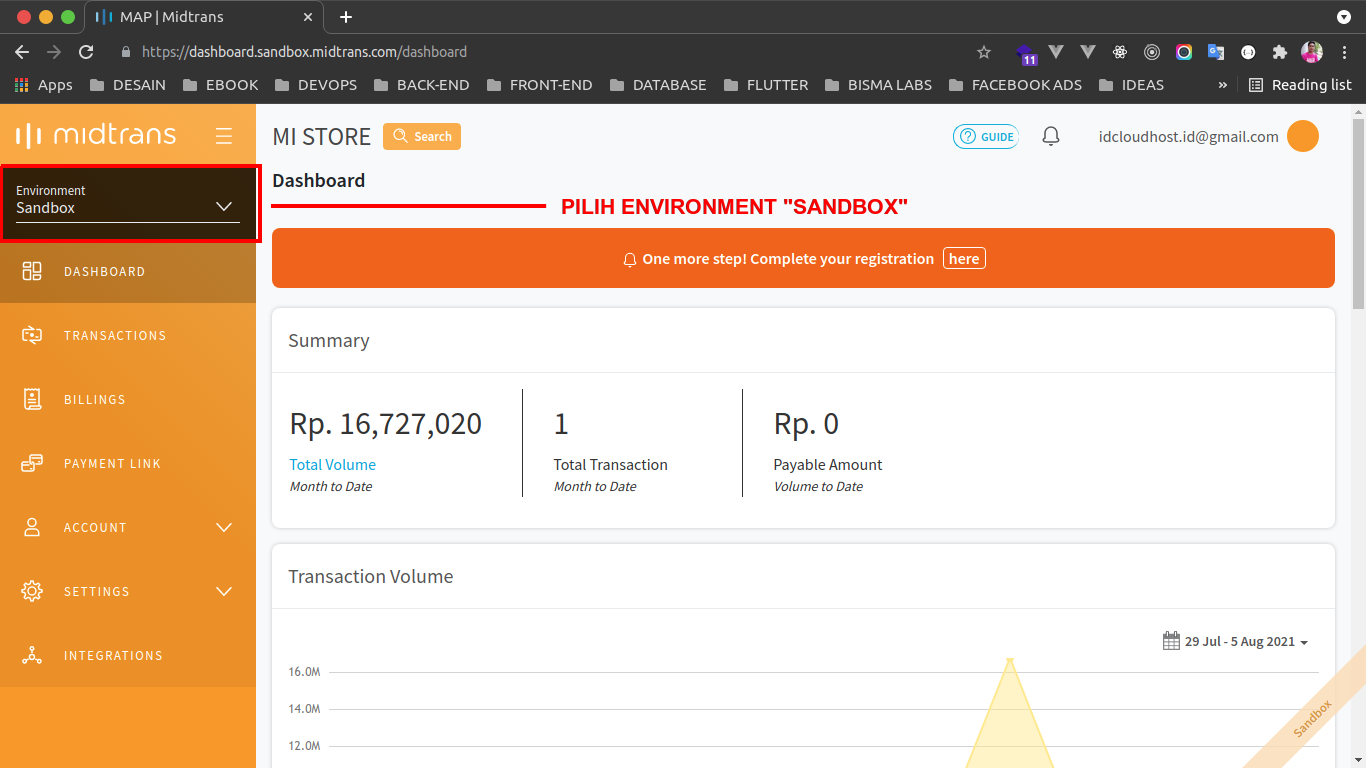 MAP | Midtrans
https://dashboard.sandbox.midtrans.com/dashboard
11
Apps DESAIN EBOOK DEVOPS BACK-END FRONT-END DATABASE FLUTTER BISMA LABS FACEBOOK ADS IDEAS » Reading list
midtrans
MI STORE Search GUIDE idcloudhost.id@gmail.com
Environment
Sandbox
Dashboard
PILIH ENVIRONMENT "SANDBOX"
One more step! Complete your registration here
DASHBOARD
TRANSACTIONS
BILLINGS
PAYMENT LINK
ACCOUNT
SETTINGS
INTEGRATIONS
Summary
Rp. 16,727,020
Total Volume
Month to Date
1
Total Transaction
Month to Date
Rp. 0
Payable Amount
Volume to Date
Transaction Volume
29 Jul - 5 Aug 2021
16.0M
14.0M
12.0M
Sandbox